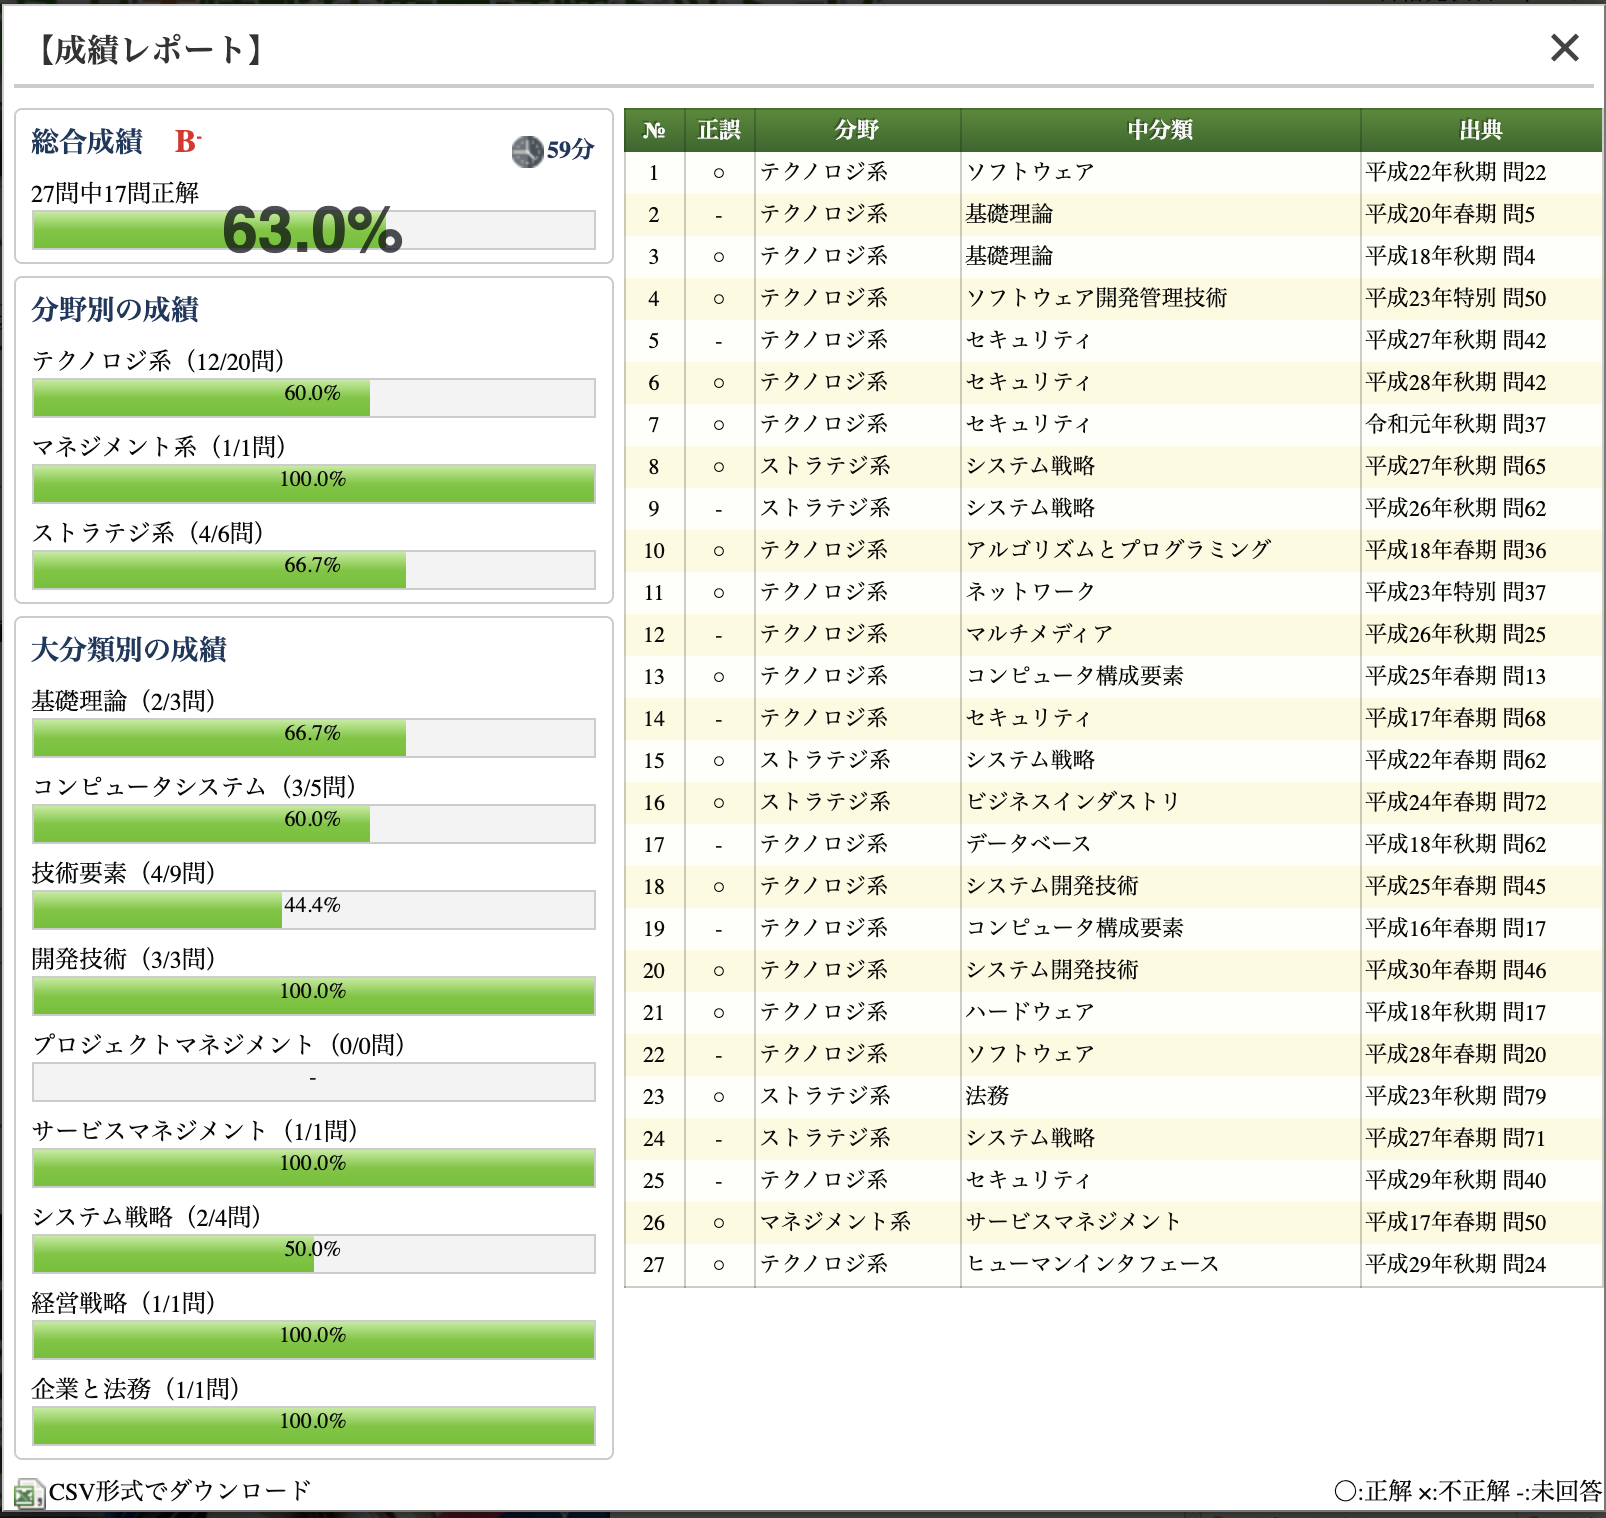 【成績レポート】
総合成績 B-
59分
27問中17問正解
63.0%
分野別の成績
テクノロジ系（12/20問）
60.0%
マネジメント系（1/1問）
100.0%
ストラテジ系（4/6問）
66.7%
大分類別の成績
基礎理論（2/3問）
66.7%
コンピュータシステム（3/5問）
60.0%
技術要素（4/9問）
44.4%
開発技術（3/3問）
100.0%
プロジェクトマネジメント（0/0問）
-
サービスマネジメント（1/1問）
100.0%
システム戦略（2/4問）
50.0%
経営戦略（1/1問）
100.0%
企業と法務（1/1問）
100.0%
№ 正誤 分野 中分類 出典
1 ○ テクノロジ系 ソフトウェア 平成22年秋期 問22
2 - テクノロジ系 基礎理論 平成20年春期 問5
3 ○ テクノロジ系 基礎理論 平成18年秋期 問4
4 ○ テクノロジ系 ソフトウェア開発管理技術 平成23年特別 問50
5 - テクノロジ系 セキュリティ 平成27年秋期 問42
6 ○ テクノロジ系 セキュリティ 平成28年秋期 問42
7 ○ テクノロジ系 セキュリティ 令和元年秋期 問37
8 ○ ストラテジ系 システム戦略 平成27年秋期 問65
9 - ストラテジ系 システム戦略 平成26年秋期 問62
10 ○ テクノロジ系 アルゴリズムとプログラミング 平成18年春期 問36
11 ○ テクノロジ系 ネットワーク 平成23年特別 問37
12 - テクノロジ系 マルチメディア 平成26年秋期 問25
13 ○ テクノロジ系 コンピュータ構成要素 平成25年春期 問13
14 - テクノロジ系 セキュリティ 平成17年春期 問68
15 ○ ストラテジ系 システム戦略 平成22年春期 問62
16 ○ ストラテジ系 ビジネスインダストリ 平成24年春期 問72
17 - テクノロジ系 データベース 平成18年秋期 問62
18 ○ テクノロジ系 システム開発技術 平成25年春期 問45
19 - テクノロジ系 コンピュータ構成要素 平成16年春期 問17
20 ○ テクノロジ系 システム開発技術 平成30年春期 問46
21 ○ テクノロジ系 ハードウェア 平成18年秋期 問17
22 - テクノロジ系 ソフトウェア 平成28年春期 問20
23 ○ ストラテジ系 法務 平成23年秋期 問79
24 - ストラテジ系 システム戦略 平成27年春期 問71
25 - テクノロジ系 セキュリティ 平成29年秋期 問40
26 ○ マネジメント系 サービスマネジメント 平成17年春期 問50
27 ○ テクノロジ系 ヒューマンインタフェース 平成29年秋期 問24
CSV形式でダウンロード
〇:正解 ×:不正解 -:未回答